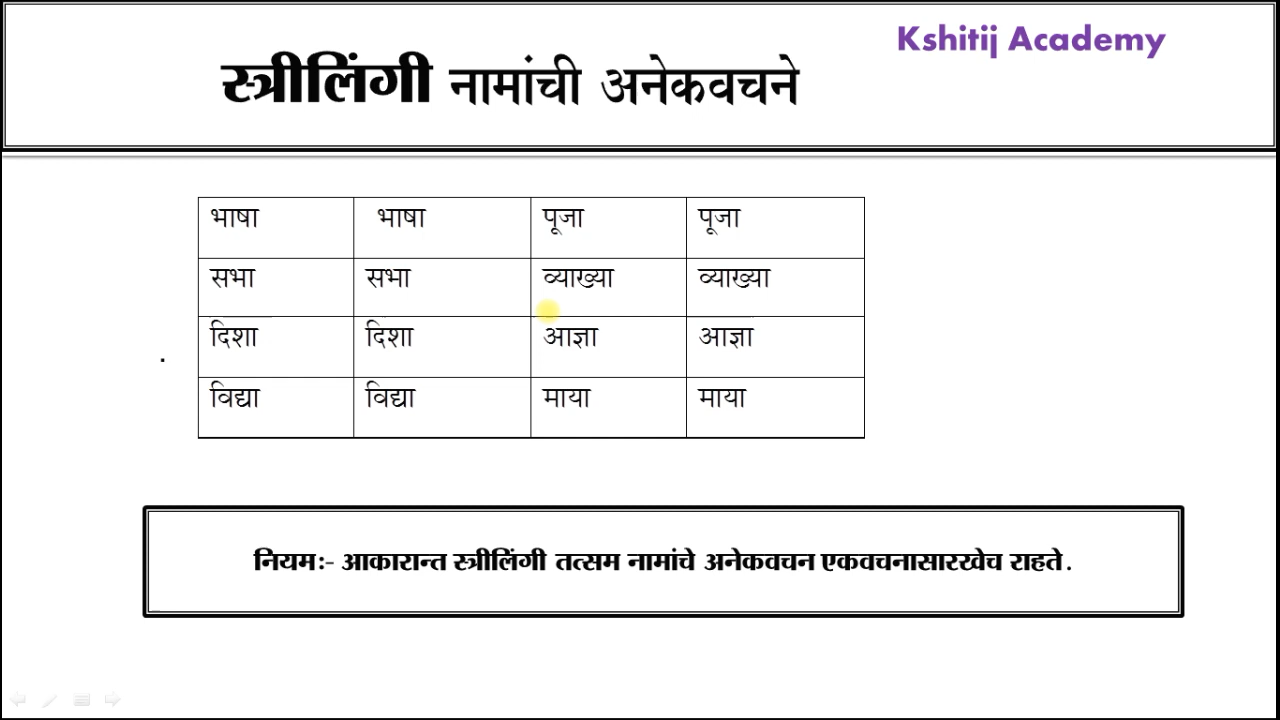 Kshitij Academy
स्त्रीलिंगी नामांची अनेकवचने
भाषा भाषा पूजा पूजा
सभा सभा व्याख्या व्याख्या
दिशा दिशा आज्ञा आज्ञा
विद्या विद्या माया माया
नियमः- आकारान्त स्त्रीलिंगी तत्सम नामांचे अनेकवचन एकवचनासारखेच राहते.